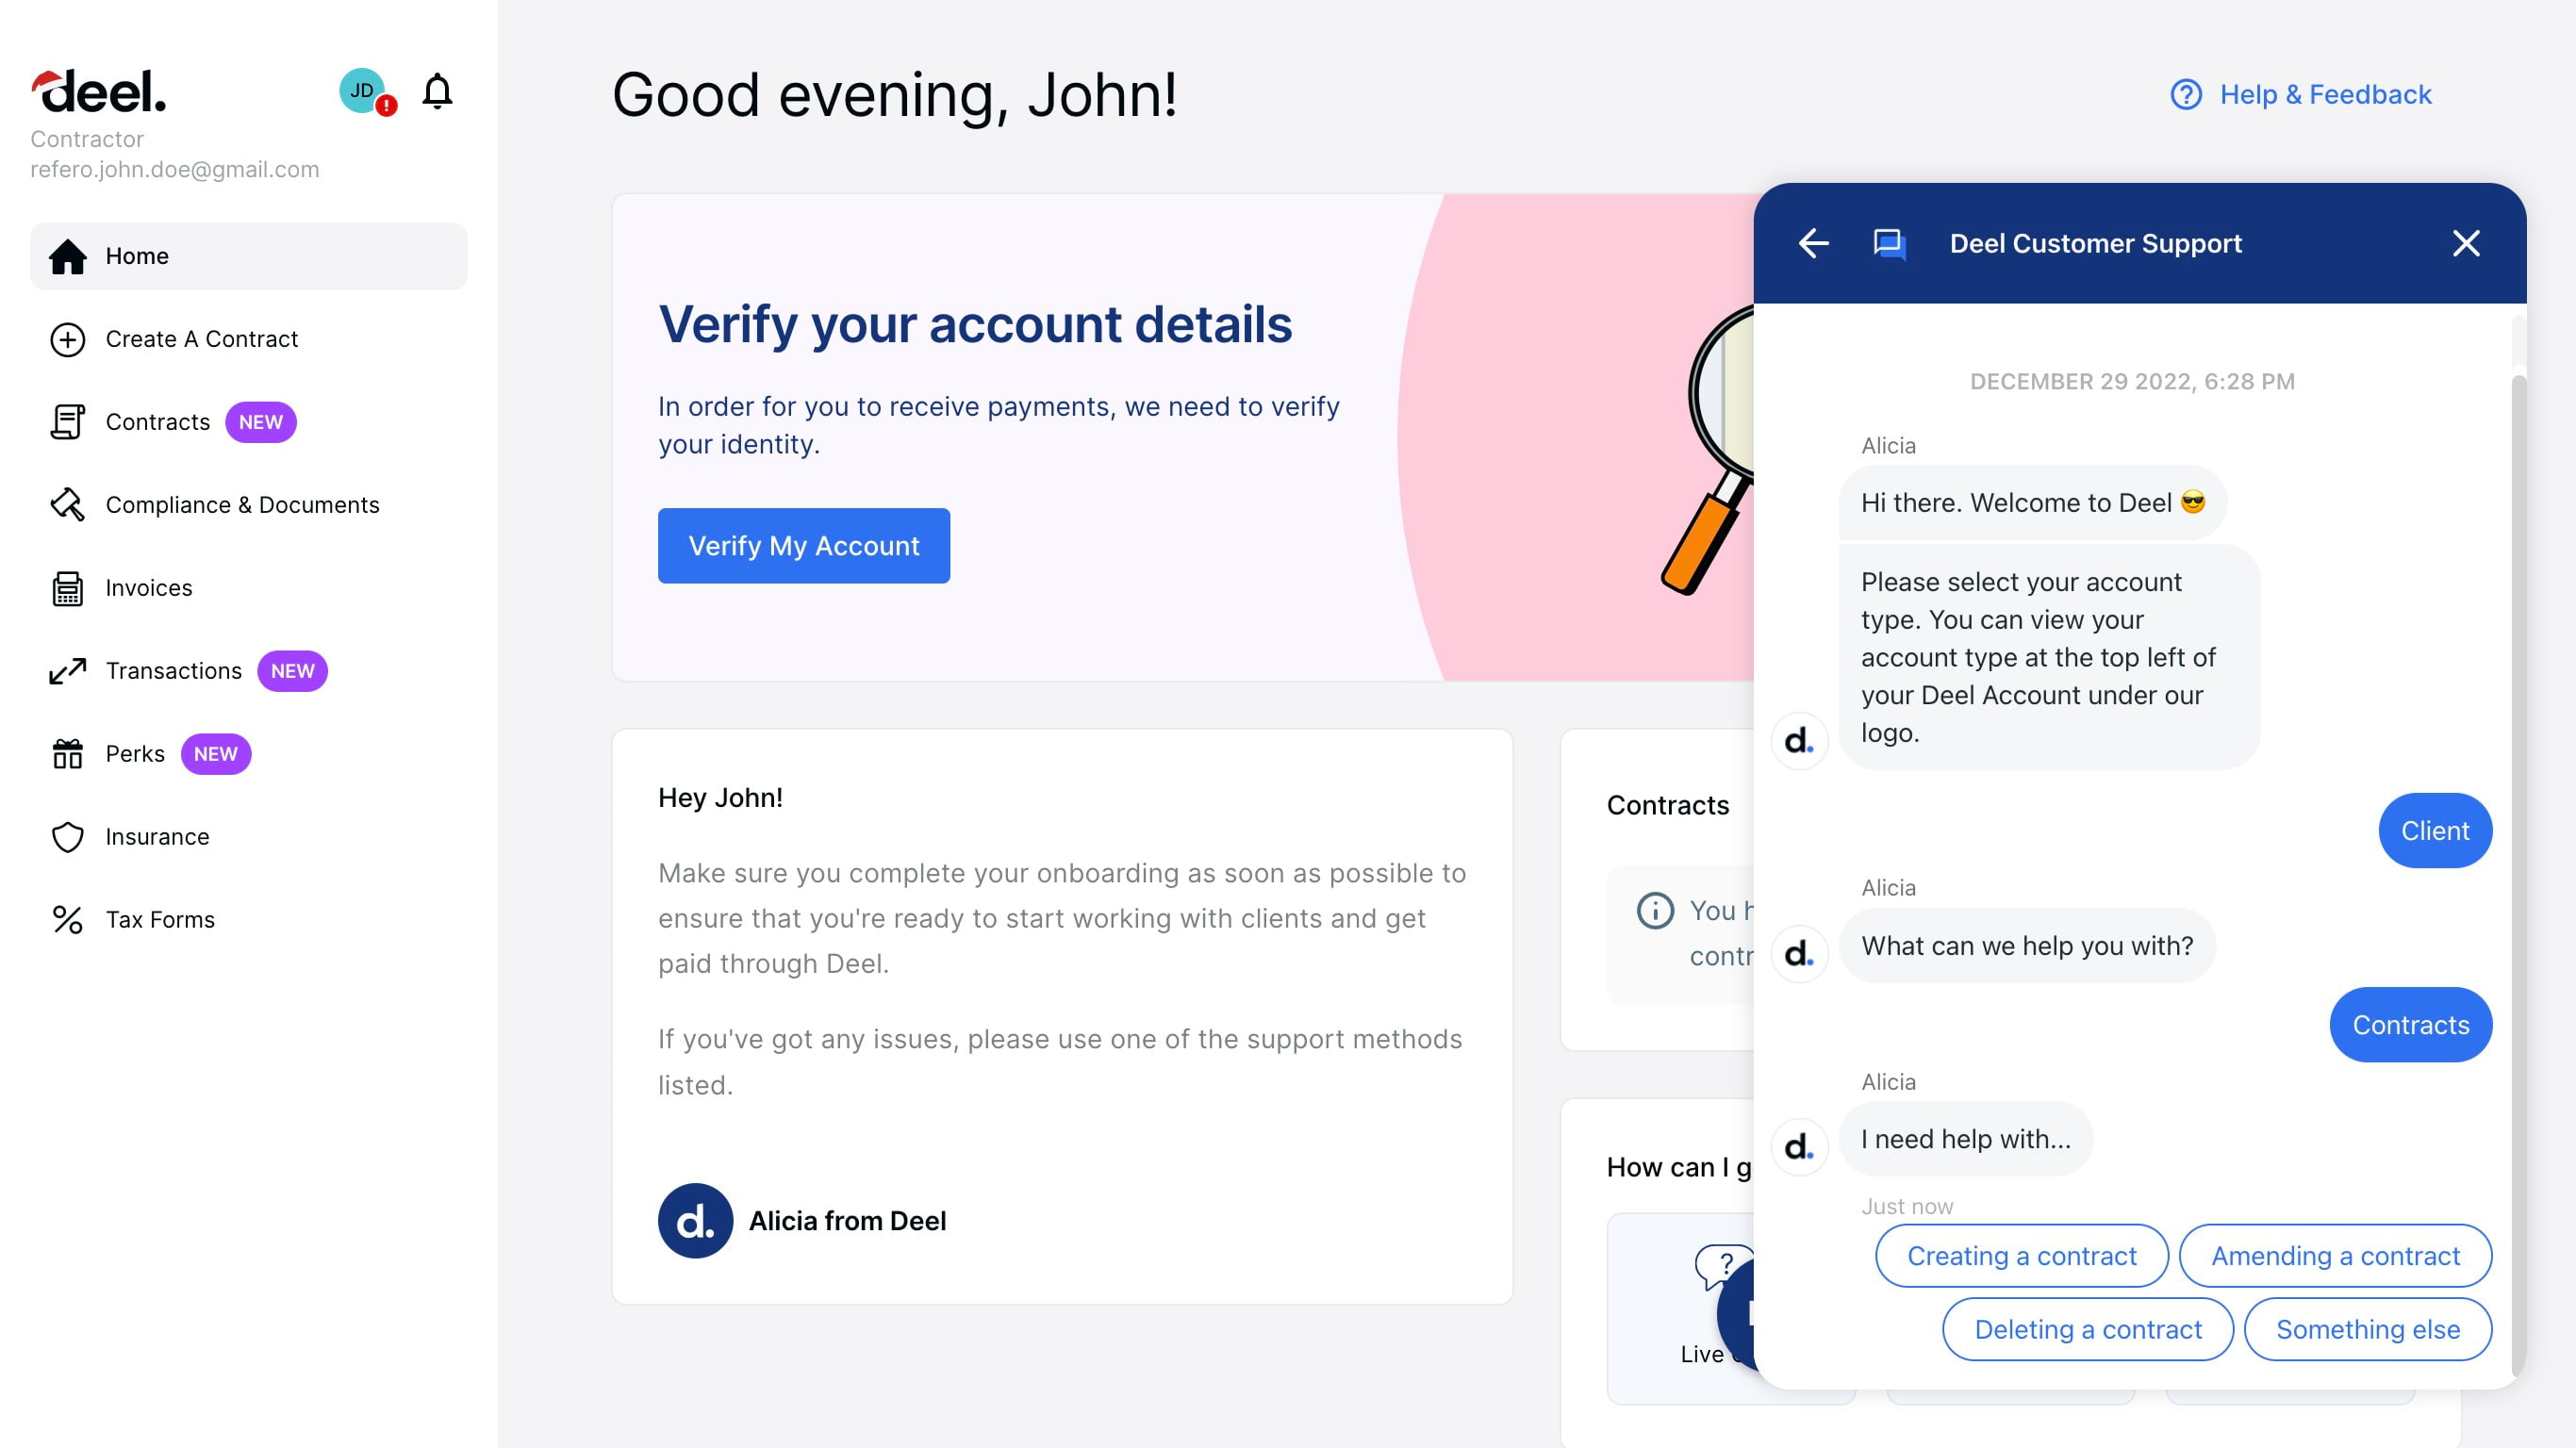 deel.
JD
Contractor
refero.john.doe@gmail.com
Home
Create A Contract
Contracts NEW
Compliance & Documents
Invoices
Transactions NEW
Perks NEW
Insurance
Tax Forms
Good evening, John!
Help & Feedback
Verify your account details
In order for you to receive payments, we need to verify
your identity.
Verify My Account
Hey John!
Make sure you complete your onboarding as soon as possible to
ensure that you're ready to start working with clients and get
paid through Deel.
If you've got any issues, please use one of the support methods
listed.
d. Alicia from Deel
Contracts
You
How can I
Live
Deel Customer Support
DECEMBER 29 2022, 6:28 PM
Alicia
Hi there. Welcome to Deel 😎
Please select your account
type. You can view your
account type at the top left of
your Deel Account under our
logo.
d.
Client
Alicia
What can we help you with?
d.
Contracts
Alicia
I need help with...
d.
Just now
Creating a contract
Amending a contract
Deleting a contract
Something else